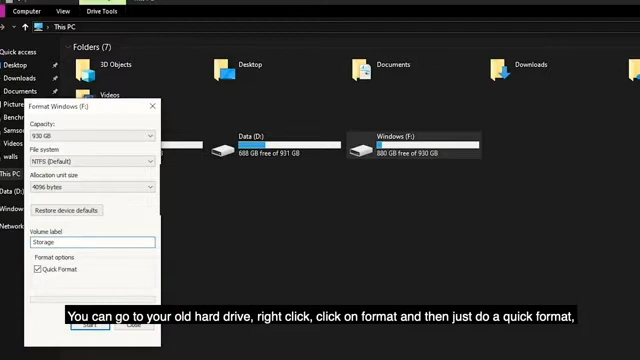 Computer View Drive Tools
This PC
Quick access
Desktop
Downloads
Documents
Pictures
Benchm
Samson
Videos
walls
This PC
Data (D:)
Windows
Network
Folders (7)
3D Objects
Desktop
Documents
Downloads
Videos
Data (D:)
688 GB free of 931 GB
Windows (F:)
880 GB free of 930 GB
Format Windows (F:)
Capacity:
930 GB
File system
NTFS (Default)
Allocation unit size
4096 bytes
Restore device defaults
Volume label
Storage
Format options
Quick Format
Start Close
You can go to your old hard drive, right click, click on format and then just do a quick format,